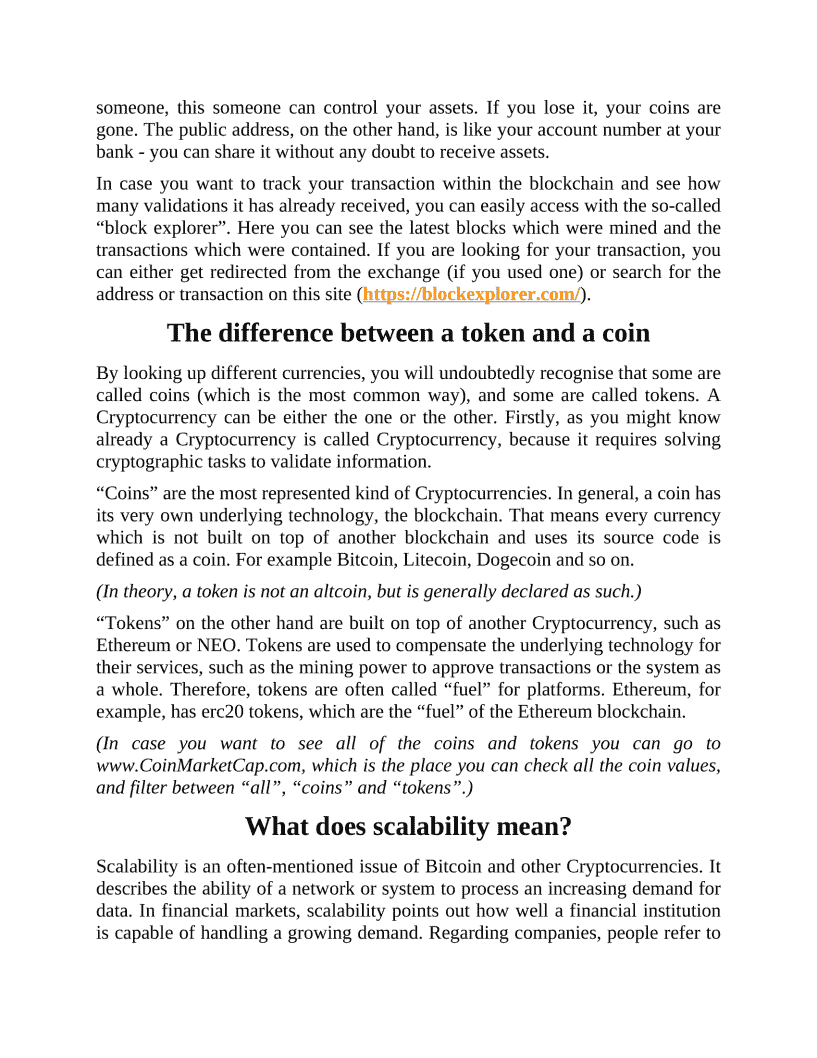 someone, this someone can control your assets. If you lose it, your coins are
gone. The public address, on the other hand, is like your account number at your
bank - you can share it without any doubt to receive assets.
In case you want to track your transaction within the blockchain and see how
many validations it has already received, you can easily access with the so-called
“block explorer”. Here you can see the latest blocks which were mined and the
transactions which were contained. If you are looking for your transaction, you
can either get redirected from the exchange (if you used one) or search for the
address or transaction on this site (https://blockexplorer.com/).
The difference between a token and a coin
By looking up different currencies, you will undoubtedly recognise that some are
called coins (which is the most common way), and some are called tokens. A
Cryptocurrency can be either the one or the other. Firstly, as you might know
already a Cryptocurrency is called Cryptocurrency, because it requires solving
cryptographic tasks to validate information.
“Coins” are the most represented kind of Cryptocurrencies. In general, a coin has
its very own underlying technology, the blockchain. That means every currency
which is not built on top of another blockchain and uses its source code is
defined as a coin. For example Bitcoin, Litecoin, Dogecoin and so on.
(In theory, a token is not an altcoin, but is generally declared as such.)
“Tokens” on the other hand are built on top of another Cryptocurrency, such as
Ethereum or NEO. Tokens are used to compensate the underlying technology for
their services, such as the mining power to approve transactions or the system as
a whole. Therefore, tokens are often called “fuel” for platforms. Ethereum, for
example, has erc20 tokens, which are the “fuel” of the Ethereum blockchain.
(In case you want to see all of the coins and tokens you can go to
www.CoinMarketCap.com, which is the place you can check all the coin values,
and filter between “all”, “coins” and “tokens”.)
What does scalability mean?
Scalability is an often-mentioned issue of Bitcoin and other Cryptocurrencies. It
describes the ability of a network or system to process an increasing demand for
data. In financial markets, scalability points out how well a financial institution
is capable of handling a growing demand. Regarding companies, people refer to